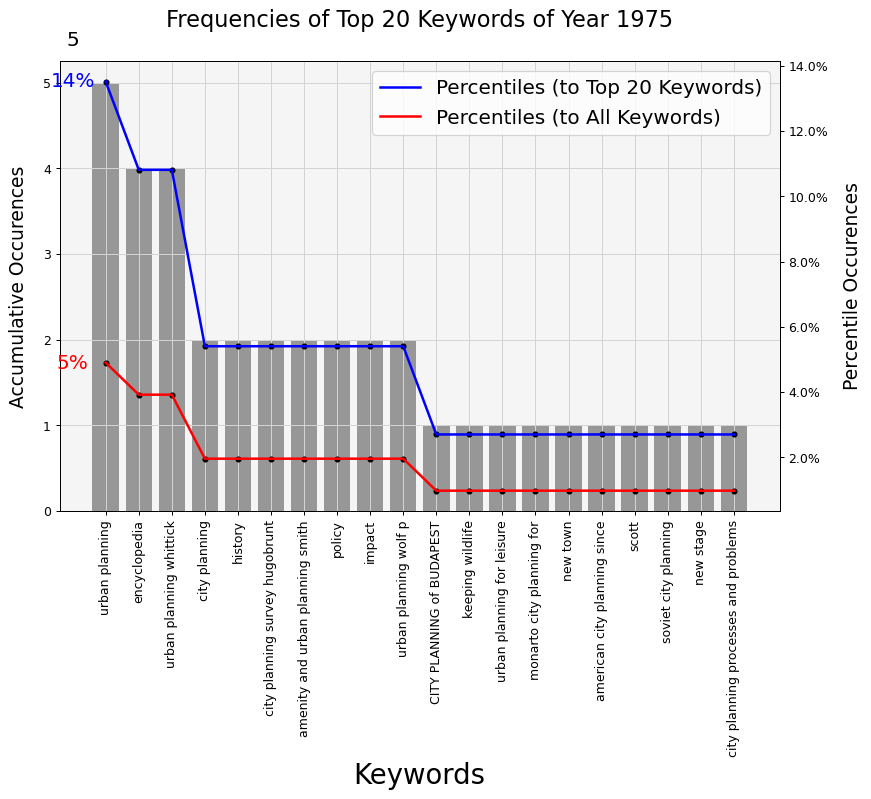 Frequencies of Top 20 Keywords of Year 1975
5
14%
5%
Percentiles (to Top 20 Keywords)
Percentiles (to All Keywords)
Accumulative Occurences
5
4
3
2
1
0
14.0%
12.0%
10.0%
8.0%
6.0%
4.0%
2.0%
Percentile Occurences
urban planning
encyclopedia
urban planning whittick
city planning
history
city planning survey hugobrunt
amenity and urban planning smith
policy
impact
urban planning wolf p
CITY PLANNING of BUDAPEST
keeping wildlife
urban planning for leisure
monarto city planning for
new town
american city planning since
scott
soviet city planning
new stage
city planning processes and problems
Keywords